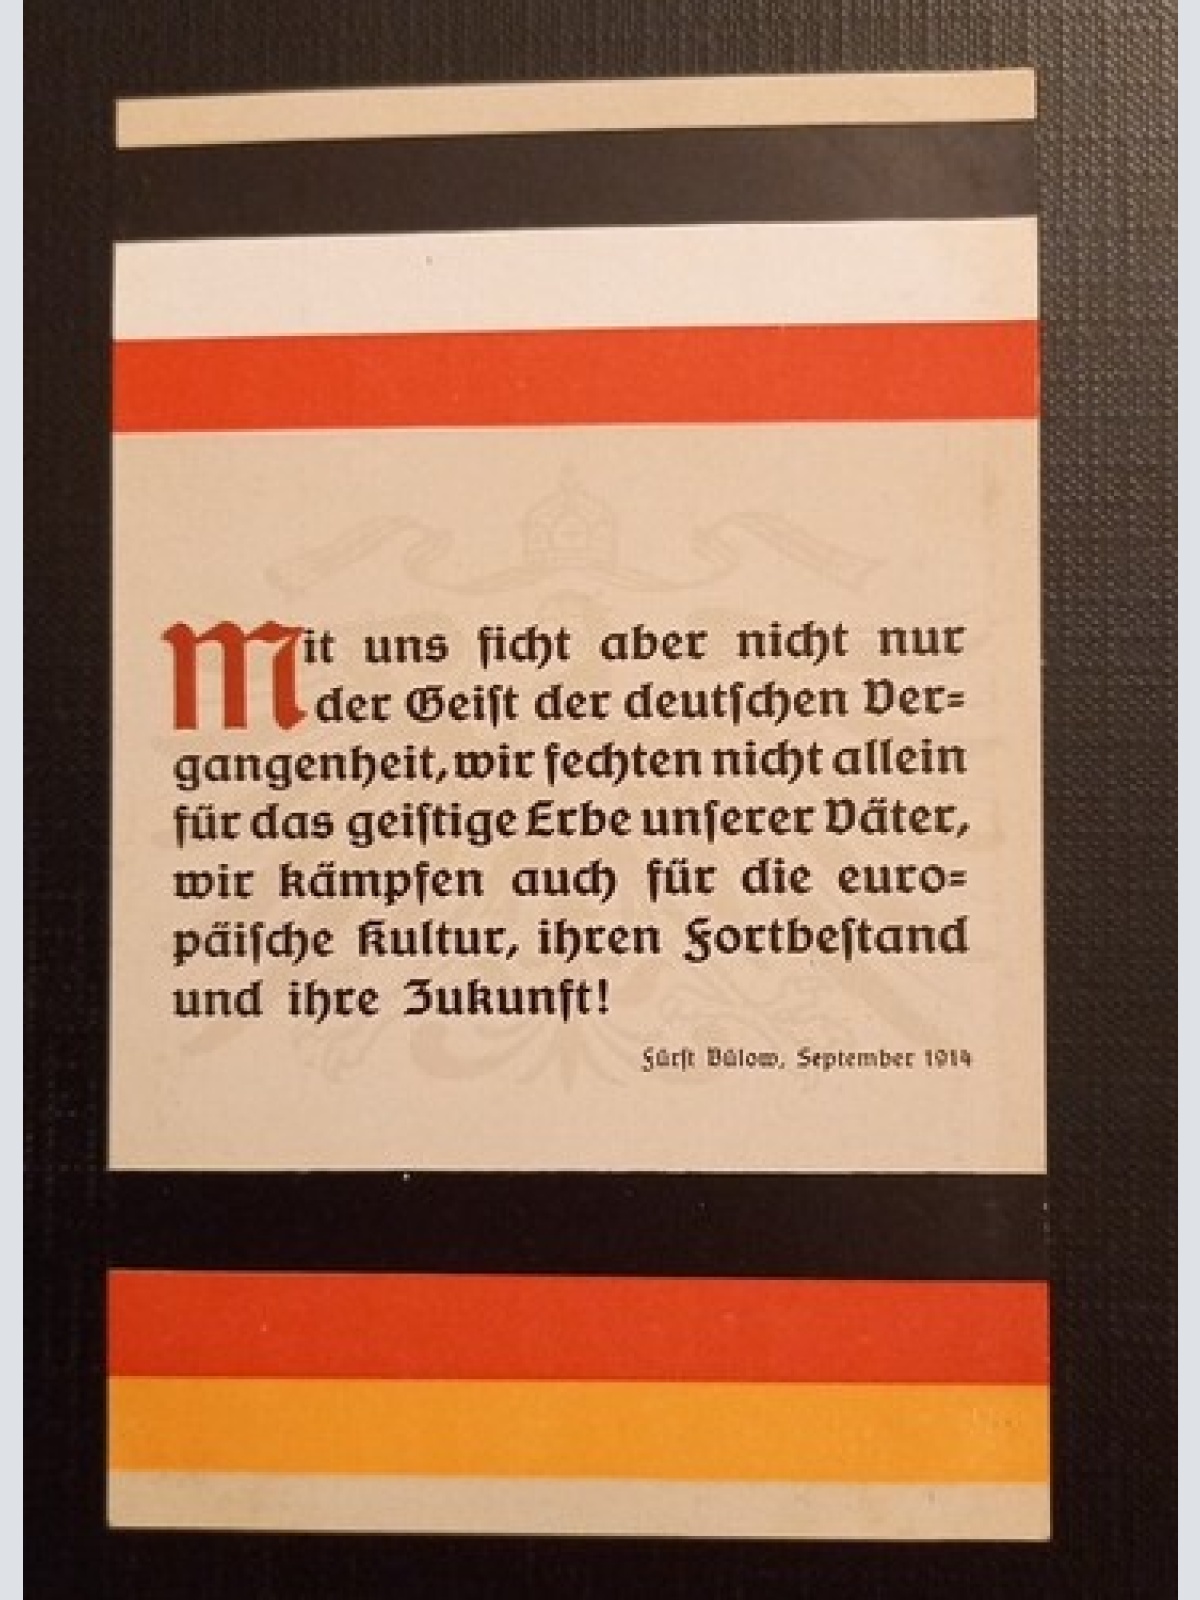 Mit uns ficht aber nicht nur
der Geiſt der deutſchen Ver=
gangenheit, wir fechten nicht allein
für das geiſtige Erbe unſerer Väter,
wir kämpfen auch für die euro=
päiſche Kultur, ihren Fortbeſtand
und ihre Zukunft!
Fürſt Bülow, September 1914